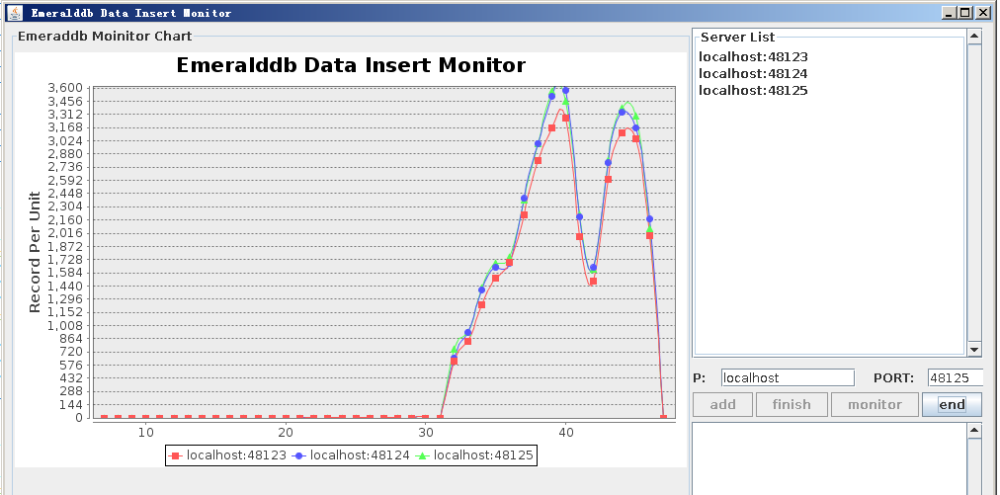 Emeralddb Data Insert Monitor
Emeraddb Moinitor Chart
Emeralddb Data Insert Monitor
Record Per Unit
3,600
3,456
3,312
3,168
3,024
2,880
2,736
2,592
2,448
2,304
2,160
2,016
1,872
1,728
1,584
1,440
1,296
1,152
1,008
864
720
576
432
288
144
0
10 20 30 40
localhost:48123 localhost:48124 localhost:48125
Server List
localhost:48123
localhost:48124
localhost:48125
P: localhost PORT: 48125
add finish monitor end